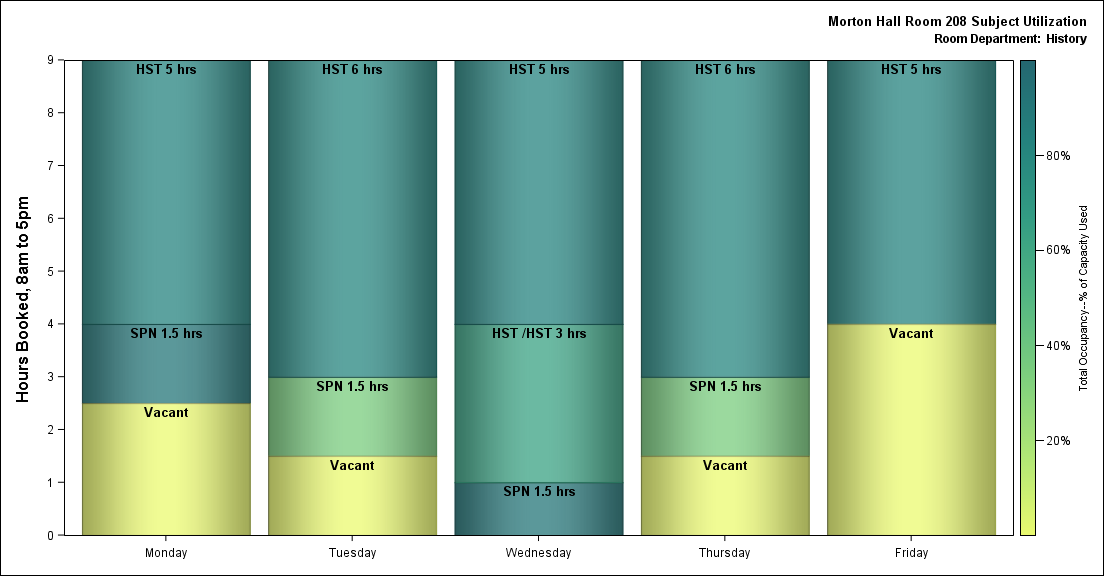 Morton Hall Room 208 Subject Utilization
Room Department: History
Hours Booked, 8am to 5pm
9
8
7
6
5
4
3
2
1
0
HST 5 hrs
SPN 1.5 hrs
Vacant
HST 6 hrs
SPN 1.5 hrs
Vacant
HST 5 hrs
HST /HST 3 hrs
SPN 1.5 hrs
HST 6 hrs
SPN 1.5 hrs
Vacant
HST 5 hrs
Vacant
Monday
Tuesday
Wednesday
Thursday
Friday
80%
60%
40%
20%
Total Occupancy--% of Capacity Used